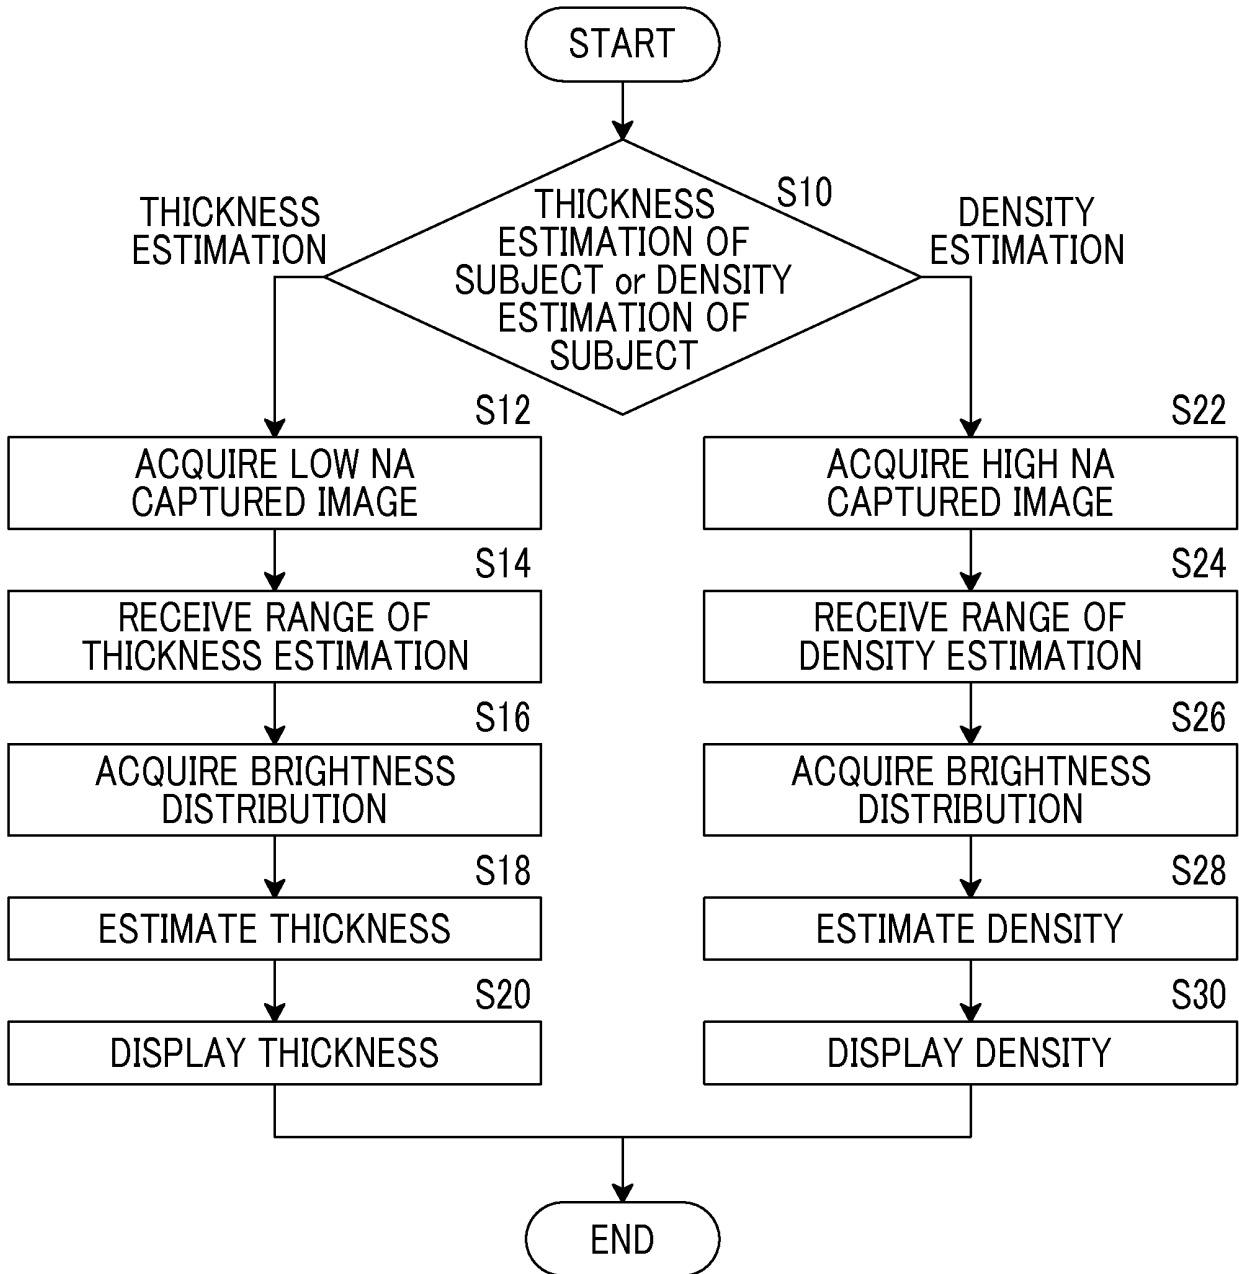 START
S10
THICKNESS
ESTIMATION OF
SUBJECT or DENSITY
ESTIMATION OF
SUBJECT
THICKNESS
ESTIMATION
DENSITY
ESTIMATION
S12
ACQUIRE LOW NA
CAPTURED IMAGE
S14
RECEIVE RANGE OF
THICKNESS ESTIMATION
S16
ACQUIRE BRIGHTNESS
DISTRIBUTION
S18
ESTIMATE THICKNESS
S20
DISPLAY THICKNESS
S22
ACQUIRE HIGH NA
CAPTURED IMAGE
S24
RECEIVE RANGE OF
DENSITY ESTIMATION
S26
ACQUIRE BRIGHTNESS
DISTRIBUTION
S28
ESTIMATE DENSITY
S30
DISPLAY DENSITY
END